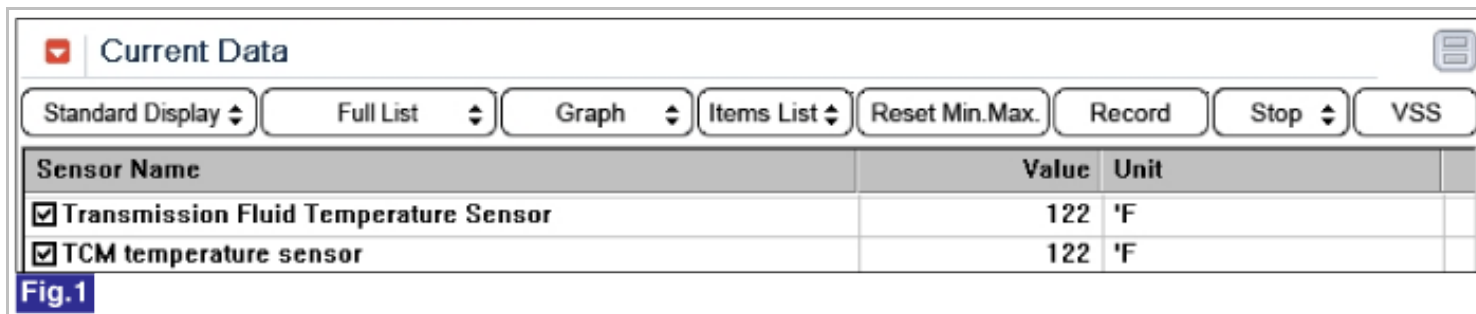 Current Data
Standard Display Full List Graph Items List Reset Min.Max. Record Stop VSS
Sensor Name Value Unit
Transmission Fluid Temperature Sensor 122 'F
TCM temperature sensor 122 'F
Fig.1